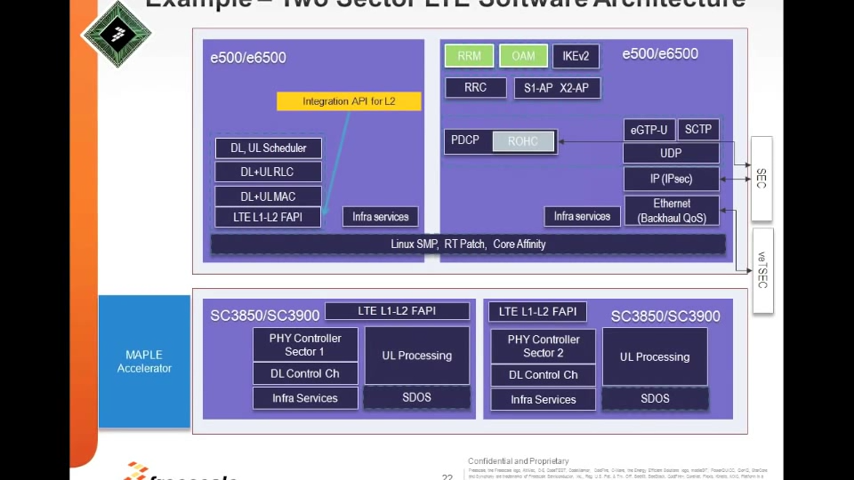 Example – Two Sector LTE Software Architecture
e500/e6500
Integration API for L2
DL, UL Scheduler
DL+UL RLC
DL+UL MAC
LTE L1-L2 FAPI
Infra services
RRM
OAM
IKEv2
e500/e6500
RRC
S1-AP X2-AP
PDCP
ROHC
eGTP-U
SCTP
UDP
IP (IPsec)
Ethernet
(Backhaul QoS)
Infra services
Linux SMP, RT Patch, Core Affinity
SEC
veTSEC
MAPLE
Accelerator
SC3850/SC3900
LTE L1-L2 FAPI
PHY Controller
Sector 1
DL Control Ch
Infra Services
UL Processing
SDOS
LTE L1-L2 FAPI
SC3850/SC3900
PHY Controller
Sector 2
DL Control Ch
Infra Services
UL Processing
SDOS
freescale
22
Confidential and Proprietary